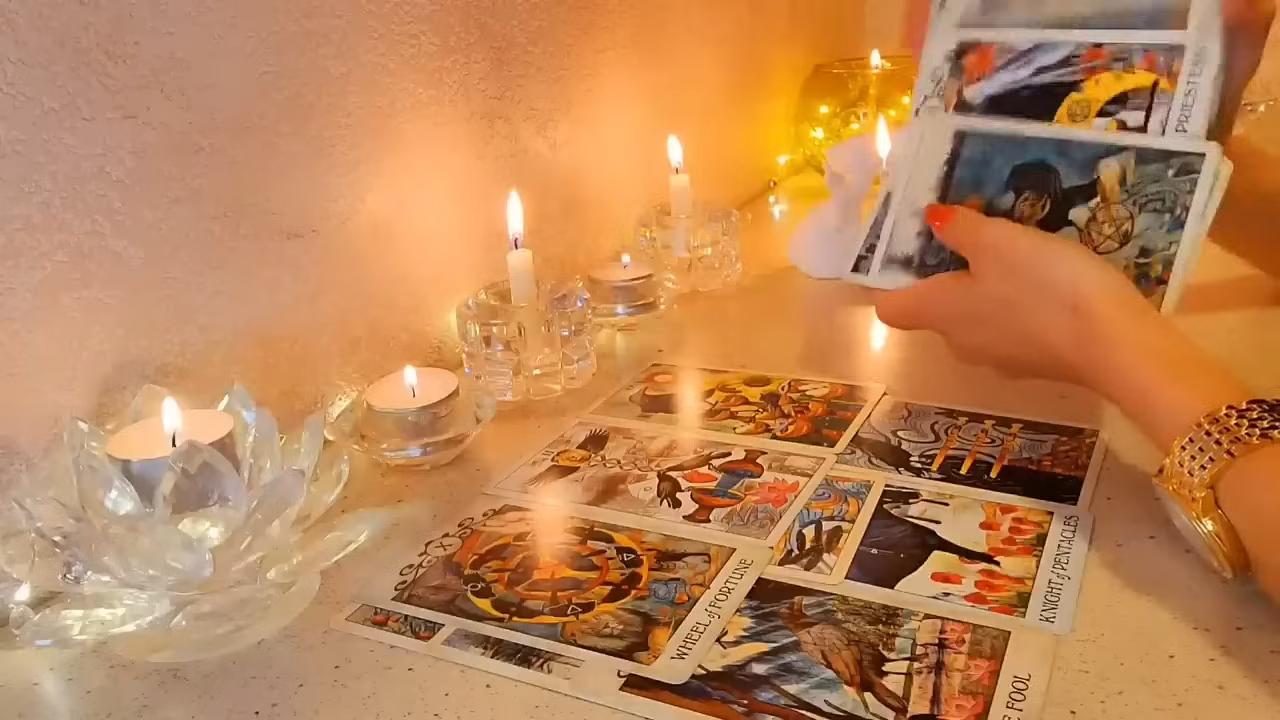 PRIESTESS
KNIGHT of PENTACLES
X
WHEEL of FORTUNE
FOOL